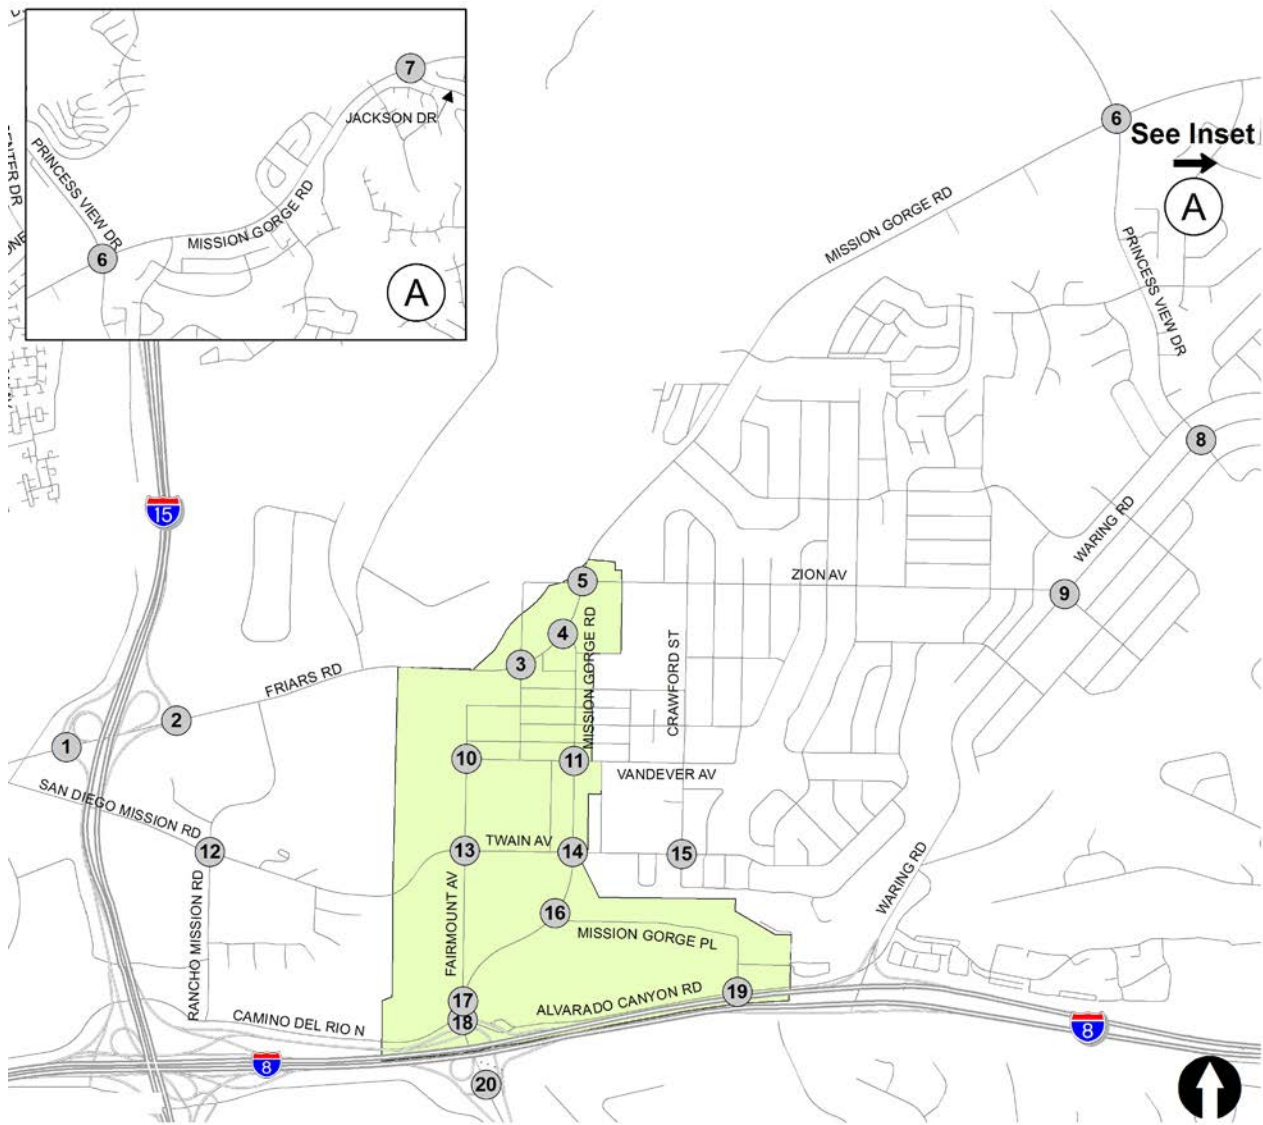 7
JACKSON DR
PRINCESS VIEW DR
MISSION GORGE RD
6
A
6
See Inset
A
MISSION GORGE RD
PRINCESS VIEW DR
8
15
WARING RD
5
ZION AV
9
4
MISSION GORGE RD
CRAWFORD ST
3
FRIARS RD
2
1
10
11
VANDEVER AV
SAN DIEGO MISSION RD
12
13
TWAIN AV
14
15
WARING RD
RANCHO MISSION RD
FAIRMOUNT AV
16
MISSION GORGE PL
17
18
ALVARADO CANYON RD
19
CAMINO DEL RIO N
8
8
20